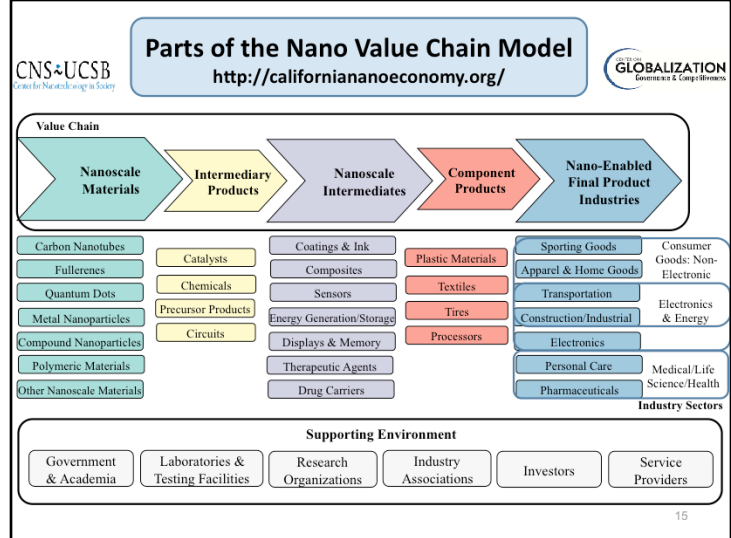 Parts of the Nano Value Chain Model
http://californiananoeconomy.org/
CNS
UCSB
Center for Nanotechnology in Society
CENTER ON
GLOBALIZATION
Governance & Competitiveness
Value Chain
Nanoscale
Materials
Intermediary
Products
Nanoscale
Intermediates
Component
Products
Nano-Enabled
Final Product
Industries
Carbon Nanotubes
Fullerenes
Quantum Dots
Metal Nanoparticles
Compound Nanoparticles
Polymeric Materials
Other Nanoscale Materials
Catalysts
Chemicals
Precursor Products
Circuits
Coatings & Ink
Composites
Sensors
Energy Generation/Storage
Displays & Memory
Therapeutic Agents
Drug Carriers
Plastic Materials
Textiles
Tires
Processors
Sporting Goods
Apparel & Home Goods
Transportation
Construction/Industrial
Electronics
Personal Care
Pharmaceuticals
Consumer
Goods: Non-
Electronic
Electronics
& Energy
Medical/Life
Science/Health
Industry Sectors
Supporting Environment
Government
& Academia
Laboratories &
Testing Facilities
Research
Organizations
Industry
Associations
Investors
Service
Providers
15